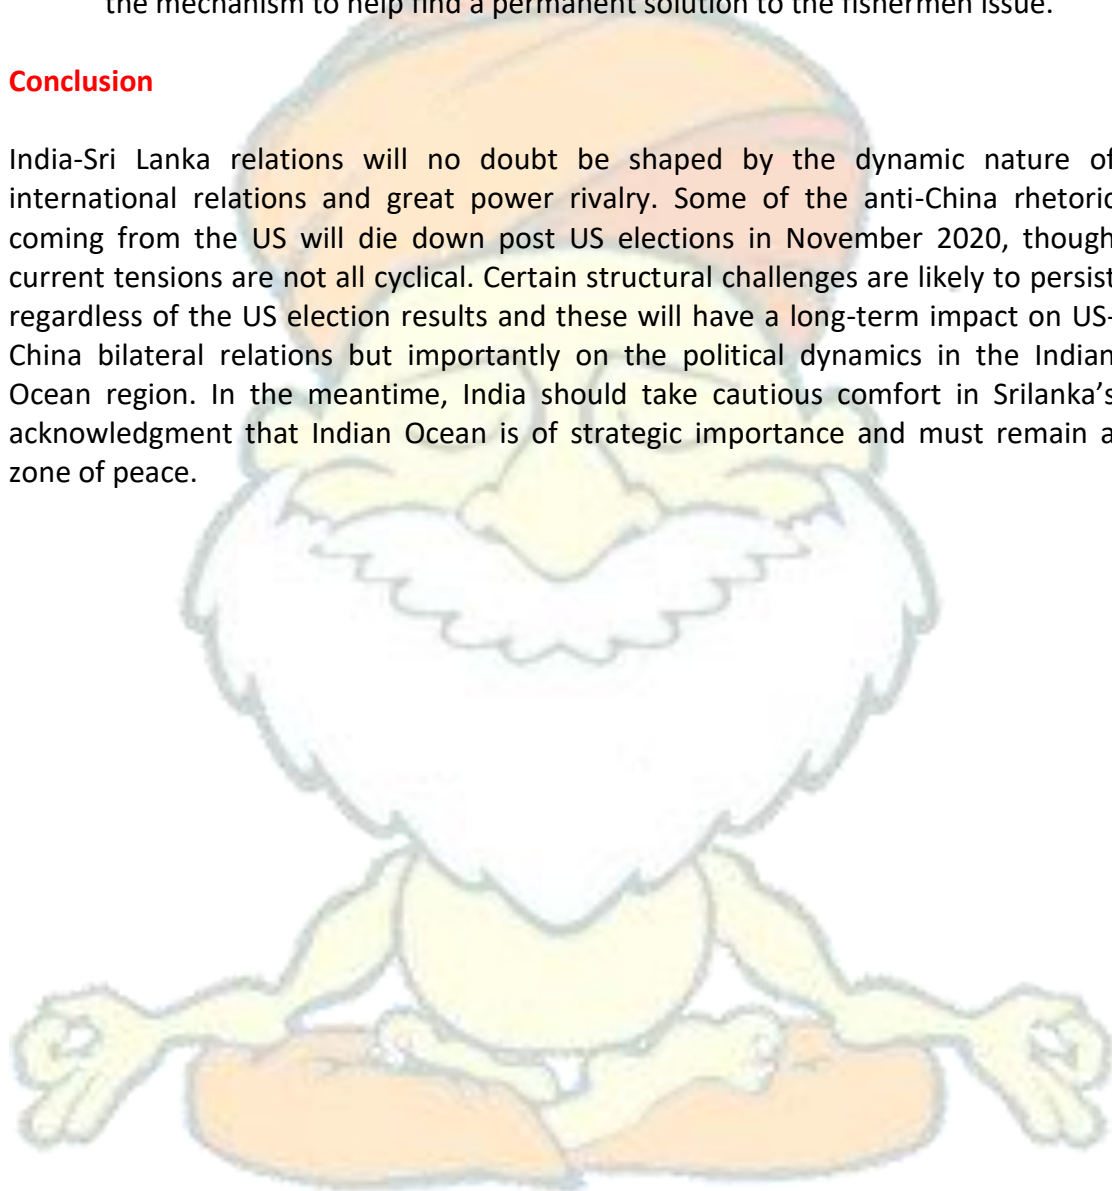 the mechanism to help find a permanent solution to the fishermen issue.
Conclusion
India-Sri Lanka relations will no doubt be shaped by the dynamic nature of
international relations and great power rivalry. Some of the anti-China rhetoric
coming from the US will die down post US elections in November 2020, though
current tensions are not all cyclical. Certain structural challenges are likely to persist
regardless of the US election results and these will have a long-term impact on US-
China bilateral relations but importantly on the political dynamics in the Indian
Ocean region. In the meantime, India should take cautious comfort in Srilanka’s
acknowledgment that Indian Ocean is of strategic importance and must remain a
zone of peace.